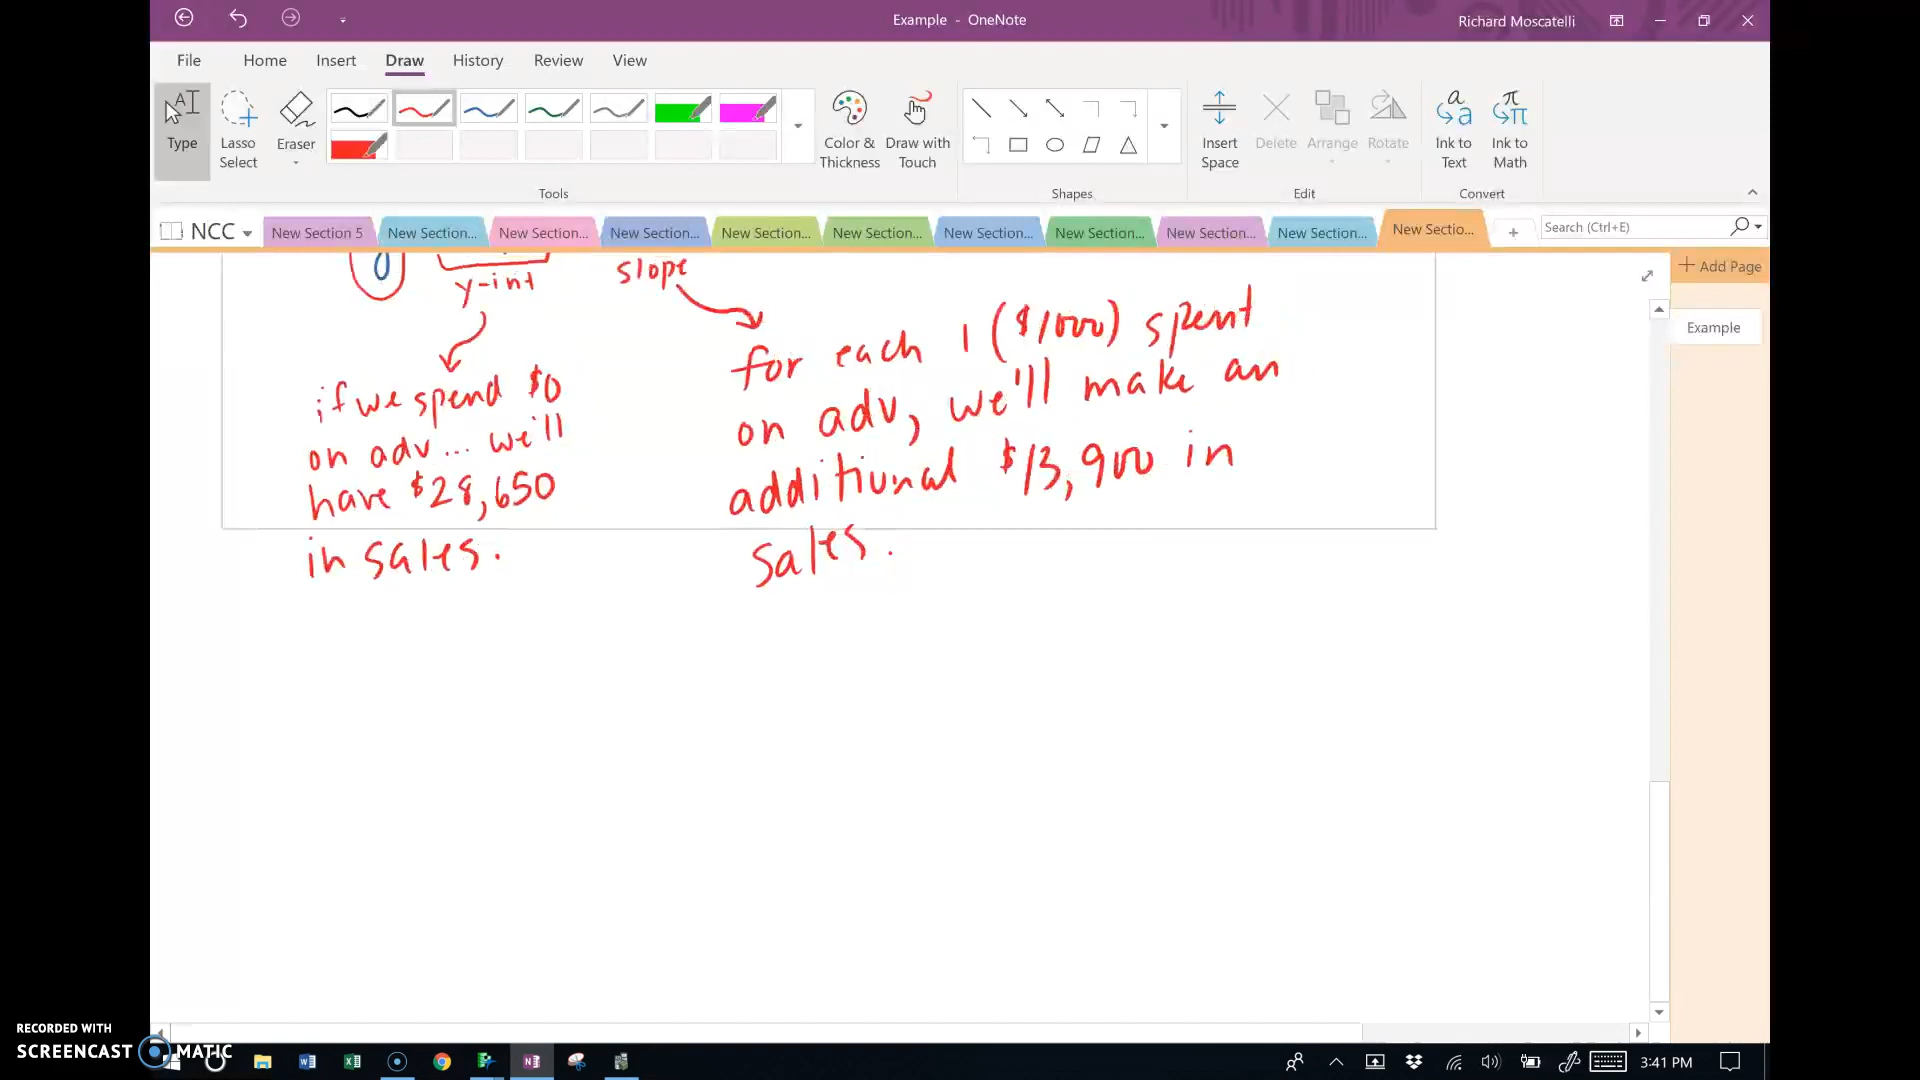 Example - OneNote
Richard Moscatelli
File Home Insert Draw History Review View
Type
Lasso Select
Eraser
Color & Thickness
Draw with Touch
Insert Space
Delete
Arrange
Rotate
Ink to Text
Ink to Math
Tools
Shapes
Edit
Convert
NCC
New Section 5
New Section...
New Section...
New Section...
New Section...
New Section...
New Section...
New Section...
New Section...
New Section...
New Sectio...
Search (Ctrl+E)
Add Page
Example
0
y-int
slope
if we spend $0
on adv... we'll
have $28,650
in sales.
for each 1 ($1000) spent
on adv, we'll make an
additional $13,900 in
sales.
RECORDED WITH
SCREENCAST MATIC
3:41 PM